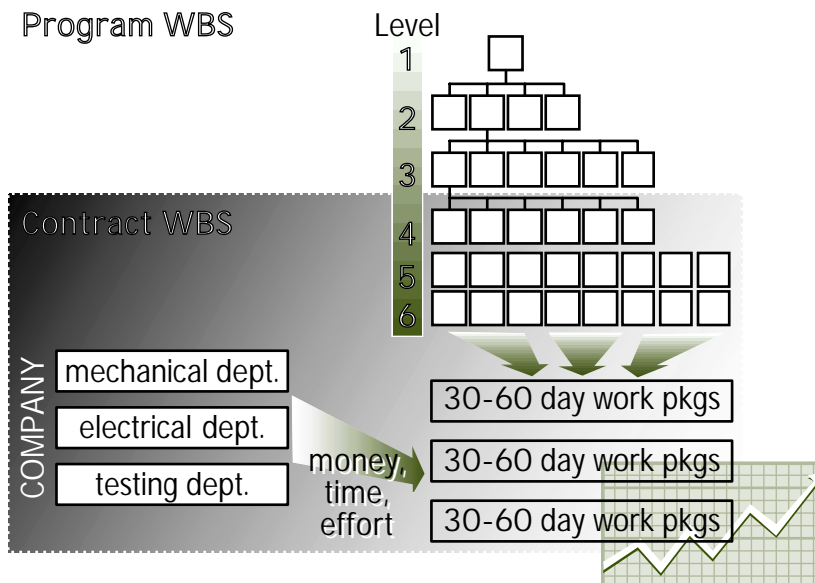 Program WBS
Level
1
2
3
Contract WBS
4
5
6
COMPANY
mechanical dept.
electrical dept.
testing dept.
money,
time,
effort
30-60 day work pkgs
30-60 day work pkgs
30-60 day work pkgs